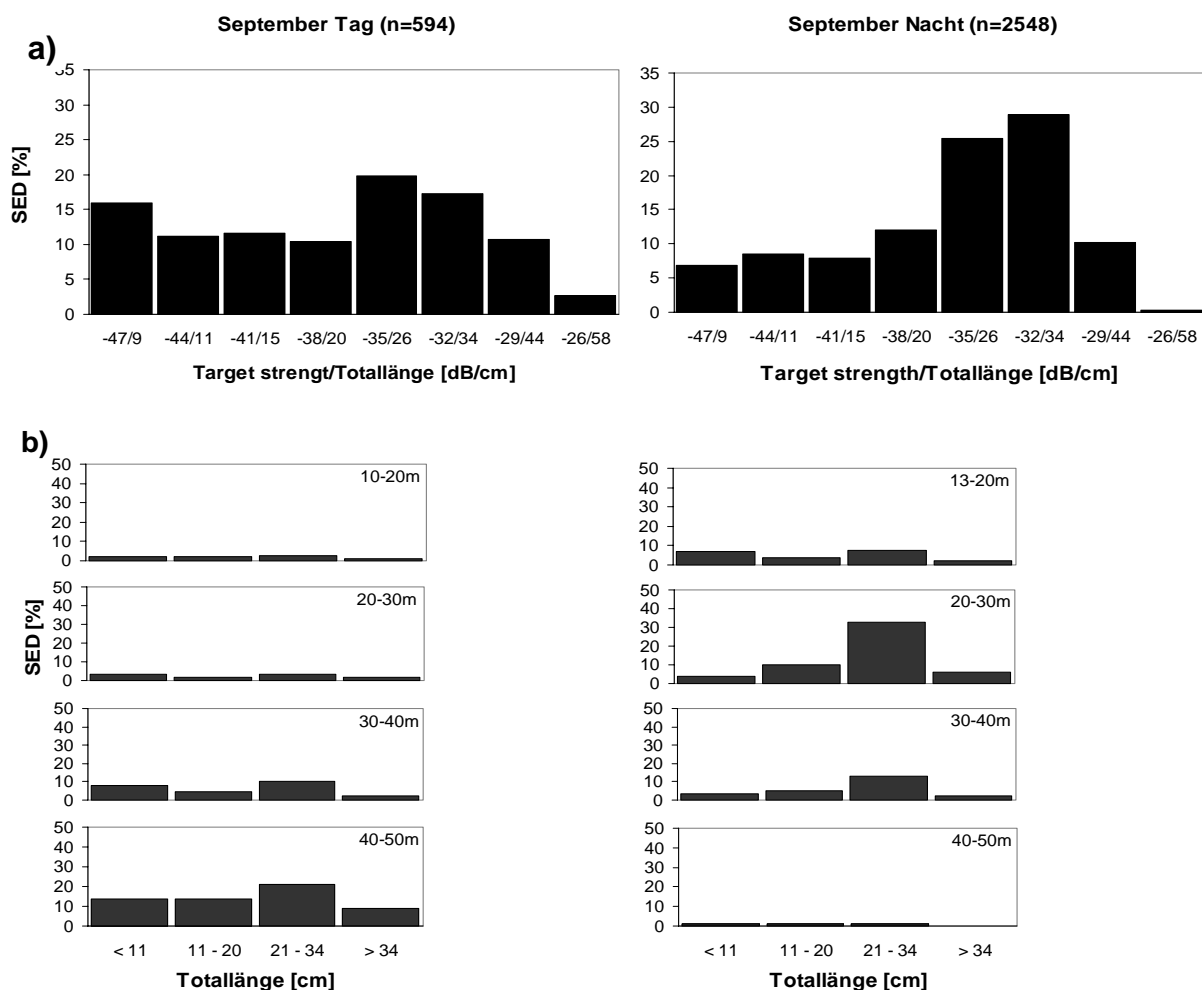 September Tag (n=594)
September Nacht (n=2548)
a)
35
30
25
20
15
10
5
0
SED [%]
-47/9 -44/11 -41/15 -38/20 -35/26 -32/34 -29/44 -26/58
Target strengt/Totallänge [dB/cm]
35
30
25
20
15
10
5
0
-47/9 -44/11 -41/15 -38/20 -35/26 -32/34 -29/44 -26/58
Target strength/Totallänge [dB/cm]
b)
50
40
30
20
10
0
10-20m
50
40
30
20
10
0
20-30m
SED [%]
50
40
30
20
10
0
30-40m
50
40
30
20
10
0
40-50m
< 11 11 - 20 21 - 34 > 34
Totallänge [cm]
50
40
30
20
10
0
13-20m
50
40
30
20
10
0
20-30m
50
40
30
20
10
0
30-40m
50
40
30
20
10
0
40-50m
< 11 11 - 20 21 - 34 > 34
Totallänge [cm]